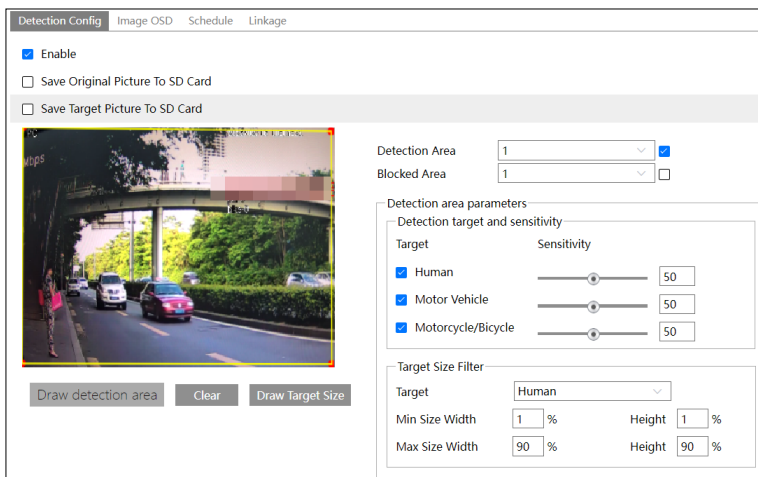 Detection Config Image OSD Schedule Linkage
Enable
Save Original Picture To SD Card
Save Target Picture To SD Card
Mbps
Detection Area 1
Blocked Area 1
Detection area parameters
Detection target and sensitivity
Target Sensitivity
Human 50
Motor Vehicle 50
Motorcycle/Bicycle 50
Draw detection area Clear Draw Target Size
Target Size Filter
Target Human
Min Size Width 1 % Height 1 %
Max Size Width 90 % Height 90 %